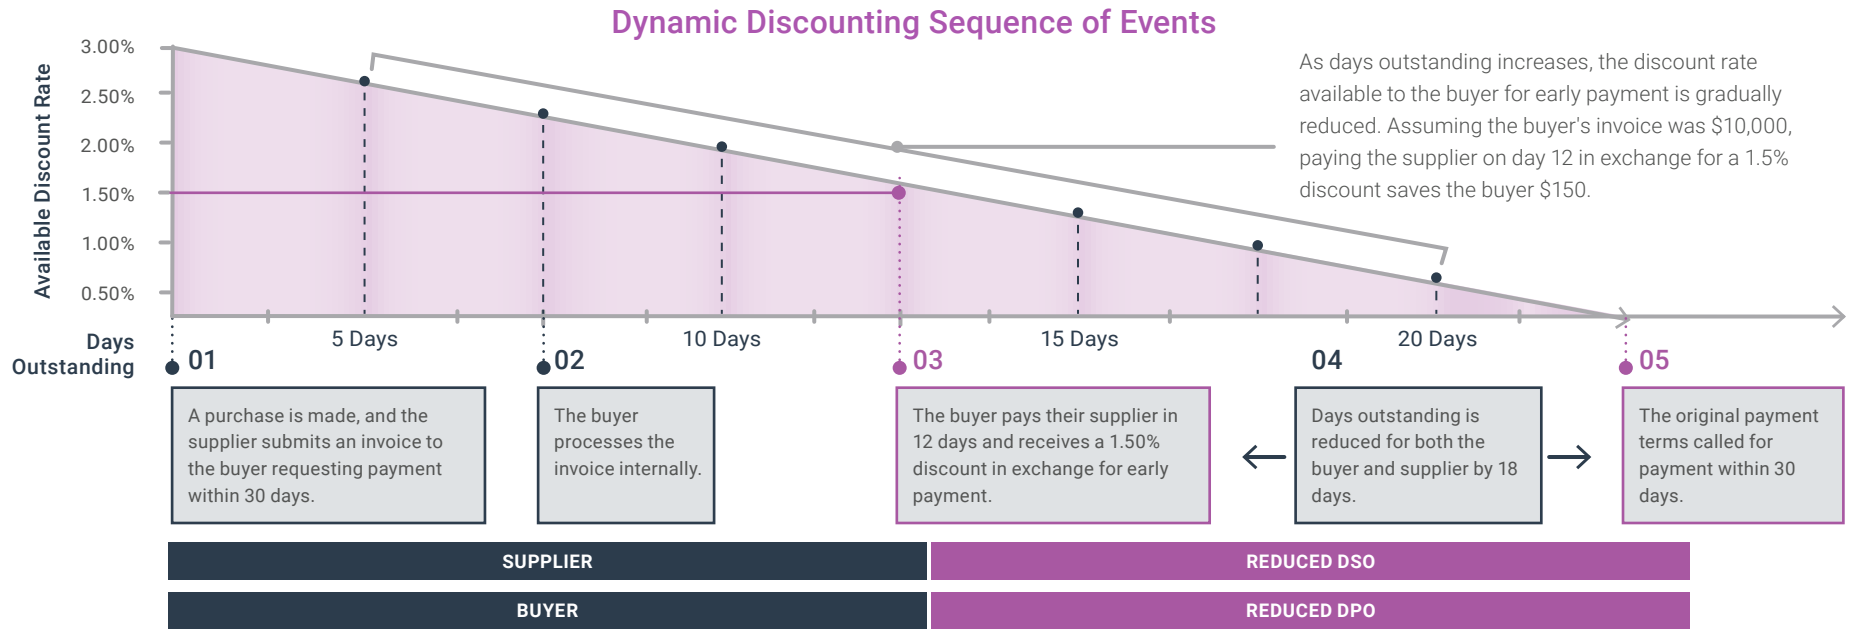 Dynamic Discounting Sequence of Events
Available Discount Rate
3.00%
2.50%
2.00%
1.50%
1.00%
0.50%
As days outstanding increases, the discount rate
available to the buyer for early payment is gradually
reduced. Assuming the buyer's invoice was $10,000,
paying the supplier on day 12 in exchange for a 1.5%
discount saves the buyer $150.
Days
Outstanding
5 Days
10 Days
15 Days
20 Days
01
A purchase is made, and the
supplier submits an invoice to
the buyer requesting payment
within 30 days.
02
The buyer
processes the
invoice internally.
03
The buyer pays their supplier in
12 days and receives a 1.50%
discount in exchange for early
payment.
04
Days outstanding is
reduced for both the
buyer and supplier by 18
days.
05
The original payment
terms called for
payment within 30
days.
SUPPLIER
REDUCED DSO
BUYER
REDUCED DPO